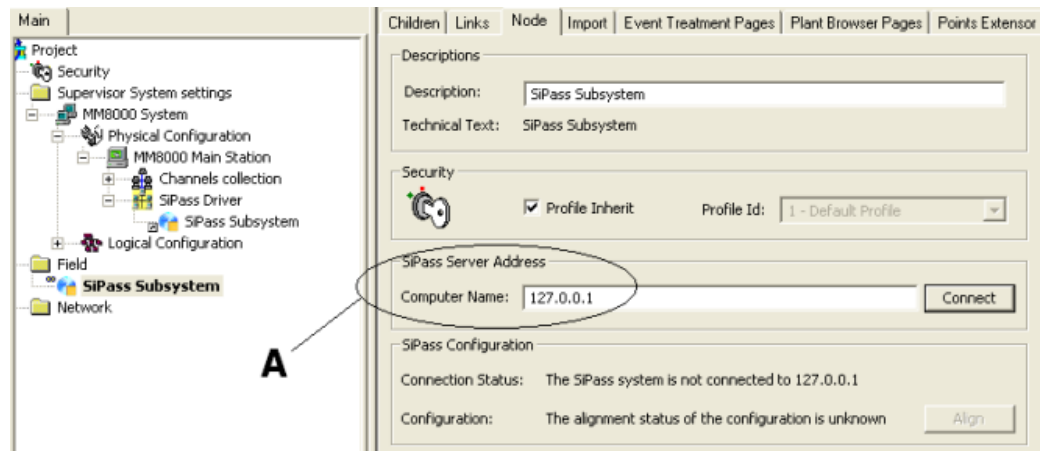 Main
Project
Security
Supervisor System settings
MM8000 System
Physical Configuration
MM8000 Main Station
Channels collection
SiPass Driver
SiPass Subsystem
Logical Configuration
Field
SiPass Subsystem
Network
A
Children Links Node Import Event Treatment Pages Plant Browser Pages Points Extensor
Descriptions
Description: SiPass Subsystem
Technical Text: SiPass Subsystem
Security
Profile Inherit Profile Id: 1 - Default Profile
SiPass Server Address
Computer Name: 127.0.0.1 Connect
SiPass Configuration
Connection Status: The SiPass system is not connected to 127.0.0.1
Configuration: The alignment status of the configuration is unknown Align